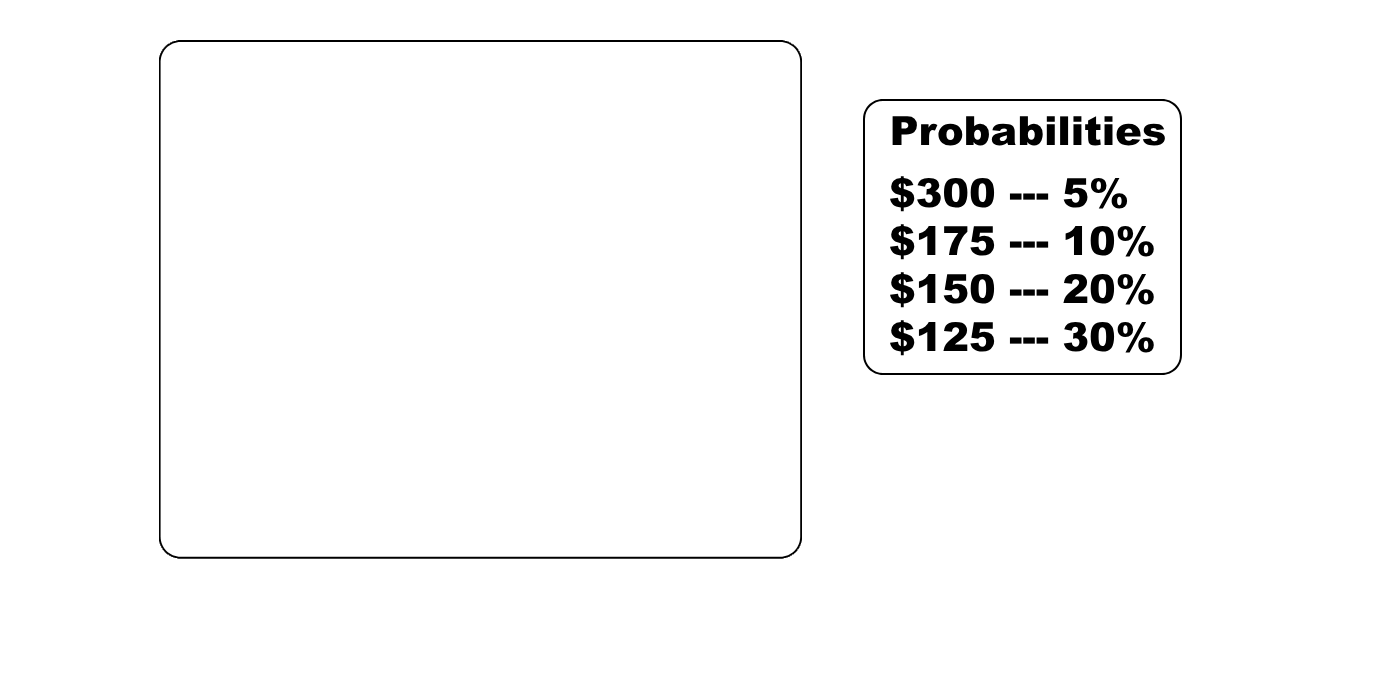 Probabilities
$300 --- 5%
$175 --- 10%
$150 --- 20%
$125 --- 30%